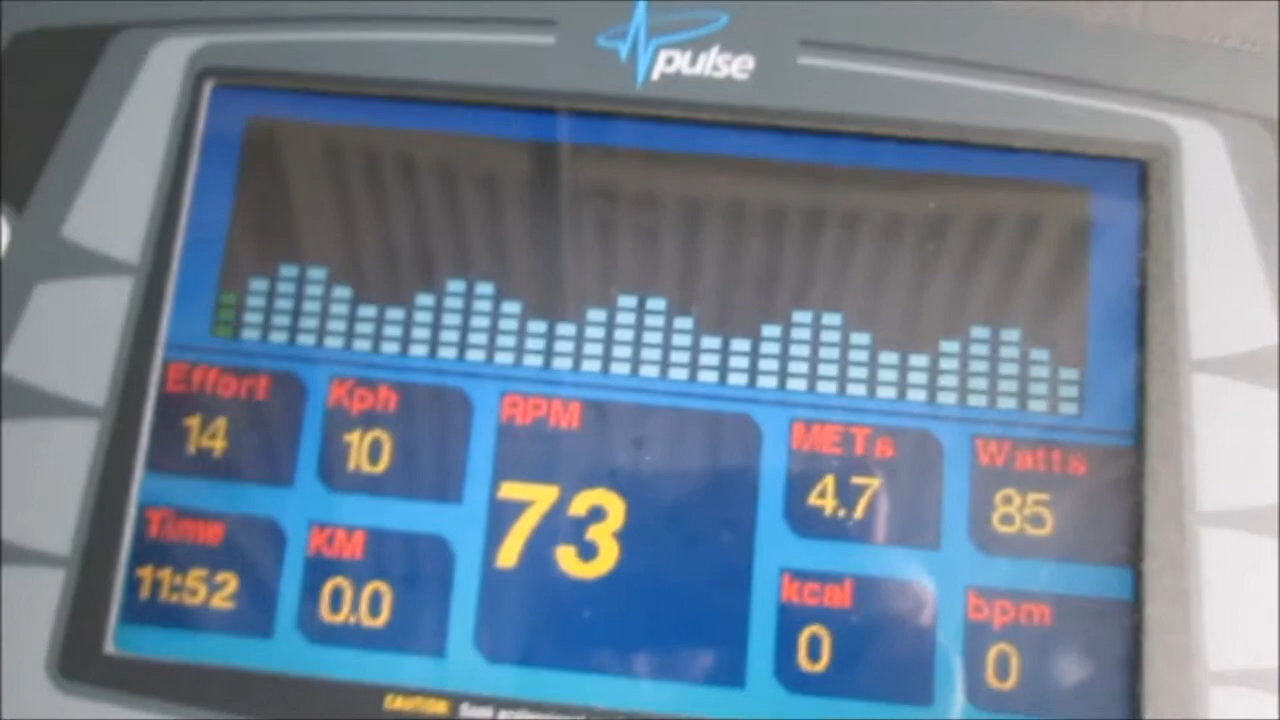 pulse
Effort
14
Kph
10
RPM
73
METs
4.7
Watts
85
Time
11:52
KM
0.0
kcal
0
bpm
0
CAUTION: